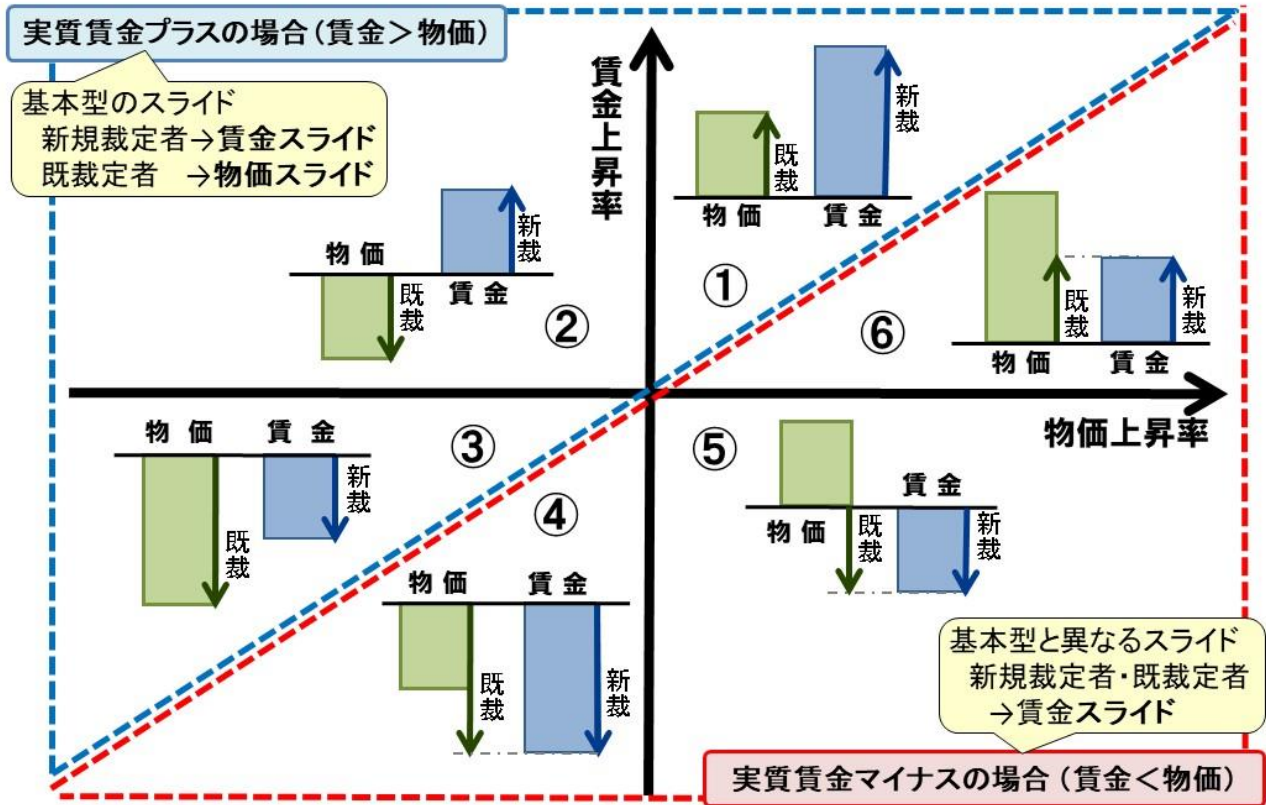 実質賃金プラスの場合（賃金＞物価）
基本型のスライド
新規裁定者→賃金スライド
既裁定者　→物価スライド
賃金上昇率
既裁
新裁
物価
賃金
①
物価
既裁
新裁
賃金
②
既裁
新裁
物価
賃金
⑥
物価上昇率
物価
賃金
既裁
新裁
③
④
物価
賃金
既裁
新裁
⑤
賃金
物価
既裁
新裁
基本型と異なるスライド
新規裁定者・既裁定者
→賃金スライド
実質賃金マイナスの場合（賃金＜物価）